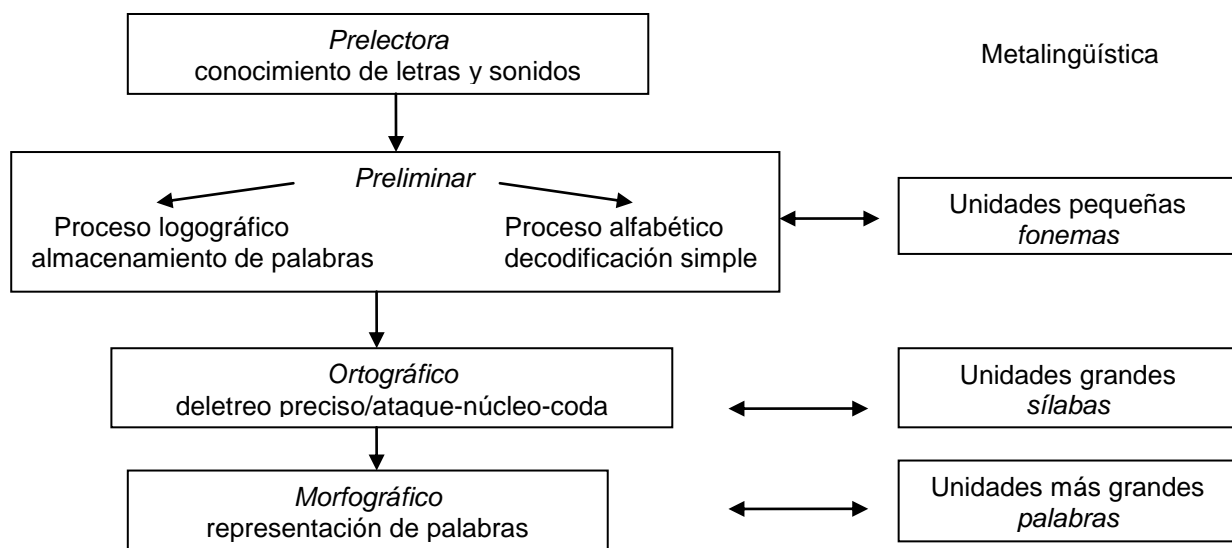 Prelectora
conocimiento de letras y sonidos
Metalingüística
Preliminar
Proceso logográfico
almacenamiento de palabras
Proceso alfabético
decodificación simple
Unidades pequeñas
fonemas
Ortográfico
deletreo preciso/ataque-núcleo-coda
Unidades grandes
sílabas
Morfográfico
representación de palabras
Unidades más grandes
palabras